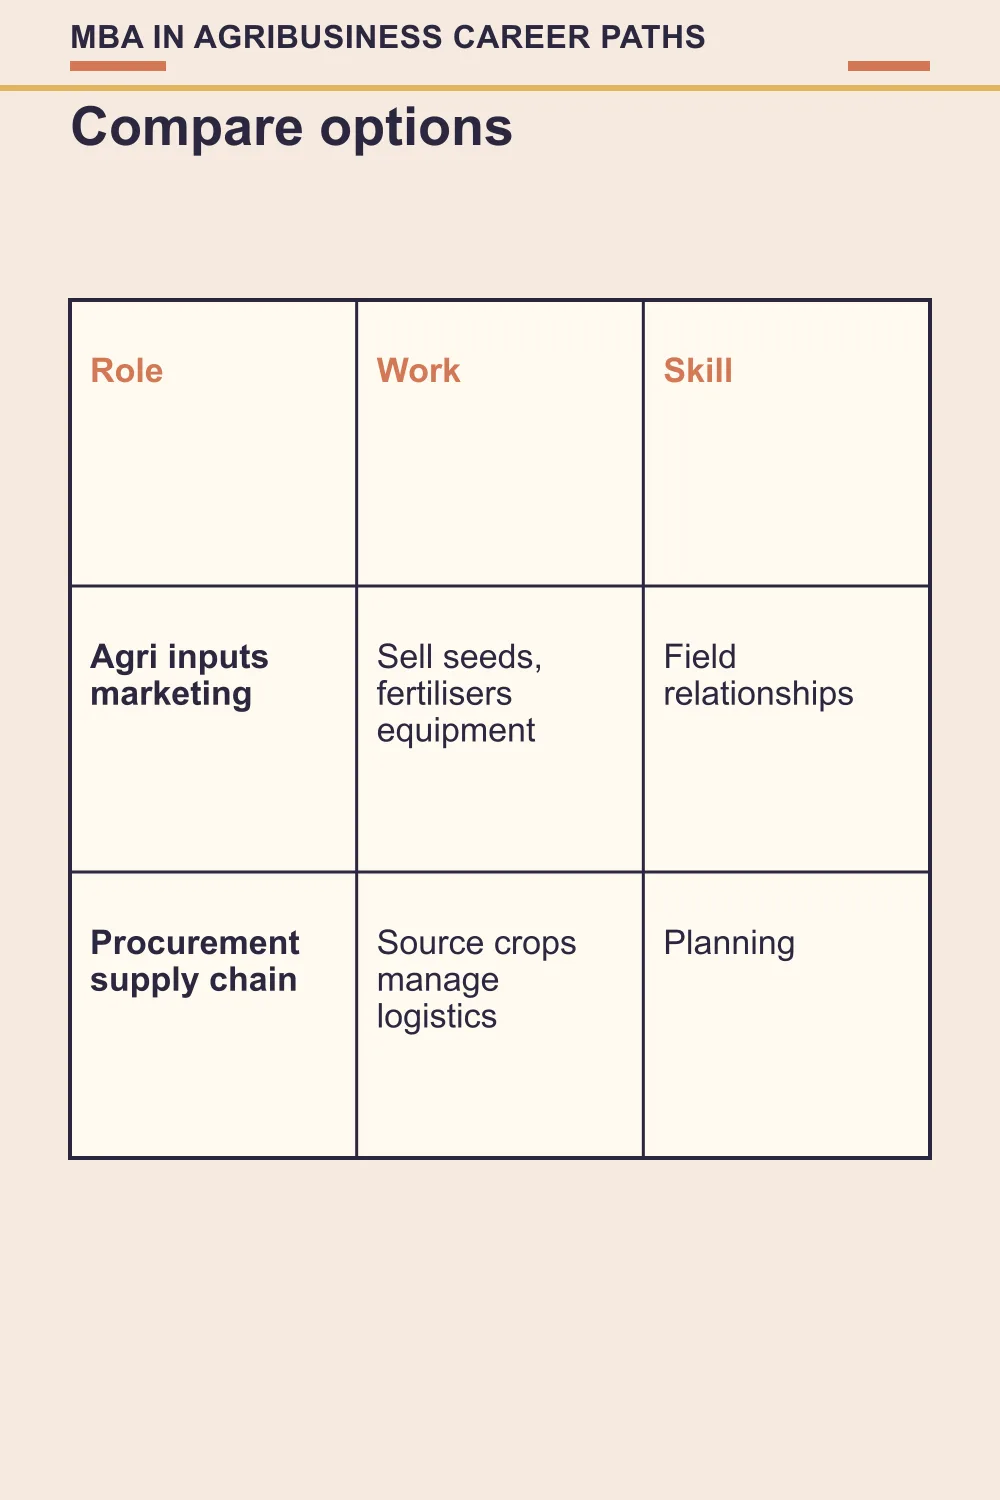 MBA IN AGRIBUSINESS CAREER PATHS
Compare options
Role
Work
Skill
Agri inputs
marketing
Sell seeds,
fertilisers
equipment
Field
relationships
Procurement
supply chain
Source crops
manage
logistics
Planning